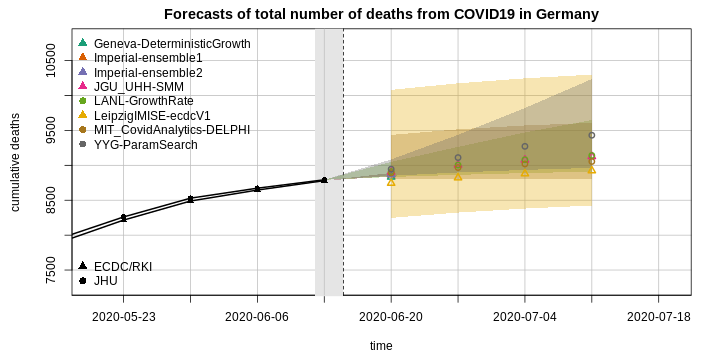 Forecasts of total number of deaths from COVID19 in Germany
cumulative deaths
10500
9500
8500
7500
Geneva-DeterministicGrowth
Imperial-ensemble1
Imperial-ensemble2
JGU_UHH-SMM
LANL-GrowthRate
LeipzigIMISE-ecdcV1
MIT_CovidAnalytics-DELPHI
YYG-ParamSearch
ECDC/RKI
JHU
2020-05-23
2020-06-06
2020-06-20
2020-07-04
2020-07-18
time